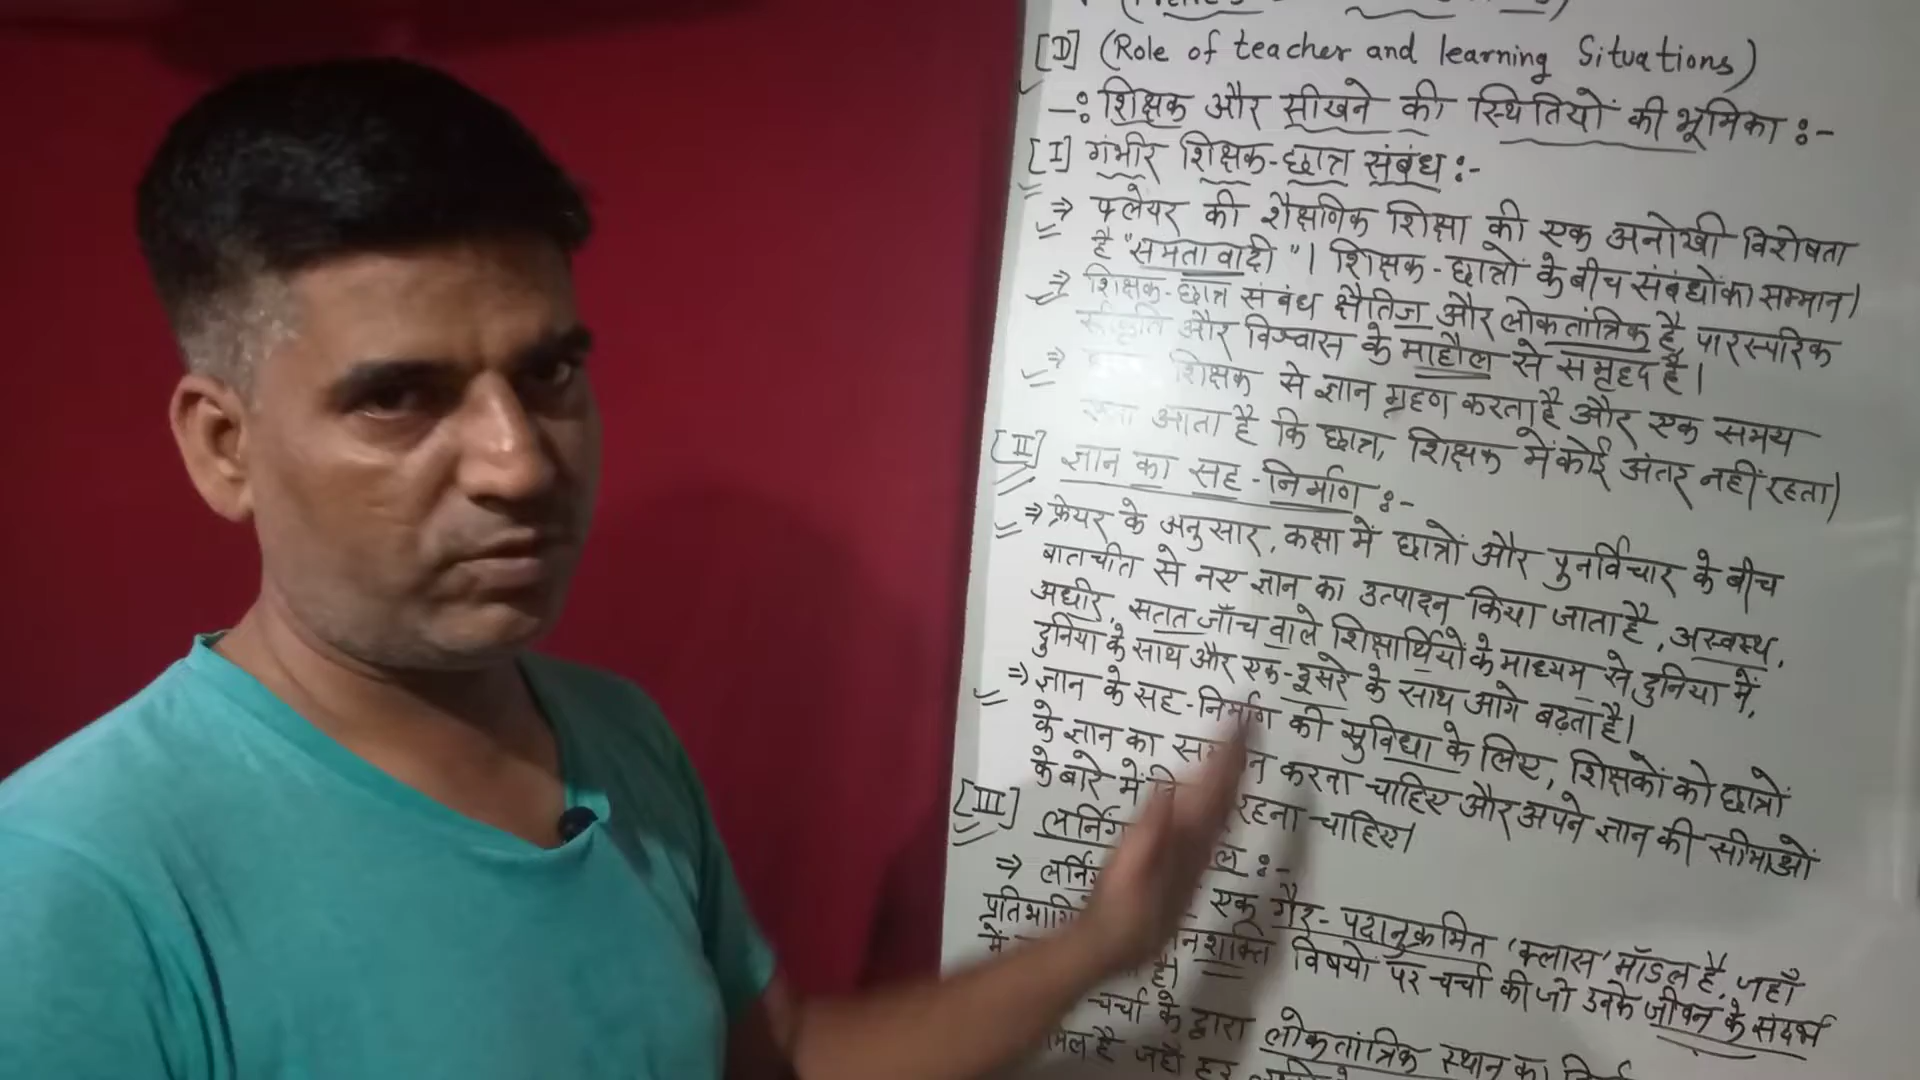 [D] (Role of teacher and learning Situations)
-: शिक्षक और सीखने की स्थितियों की भूमिका :-
[I] गंभीर शिक्षक-छात्र संबंध :-
⇒ फ्लेयर की शैक्षणिक शिक्षा की एक अनोखी विशेषता
है "समतावादी"। शिक्षक-छात्रों के बीच संबंधों का सम्मान।
⇒ शिक्षक-छात्र संबंध क्षैतिज और लोकतांत्रिक है पारस्परिक
और विश्वास के माहौल से समृद्ध है।
⇒ शिक्षक से ज्ञान ग्रहण करता है और एक समय
आता है कि छात्र, शिक्षक में कोई अंतर नहीं रहता।
[II] ज्ञान का सह-निर्माण :-
⇒ फ्रेयर के अनुसार, कक्षा में छात्रों और पुनर्विचार के बीच
बातचीत से नए ज्ञान का उत्पादन किया जाता है, अस्वस्थ,
अधीर, सतत जाँच वाले शिक्षार्थियों के माध्यम से दुनिया में,
दुनिया के साथ और एक-दूसरे के साथ आगे बढ़ता है।
⇒ ज्ञान के सह-निर्माण की सुविधा के लिए, शिक्षकों को छात्रों
के ज्ञान का करना चाहिए और अपने ज्ञान की सीमाओं
के बारे में रहना चाहिए।
[III] लर्निंग :-
⇒ एक गैर-पदानुक्रमित 'क्लास' मॉडल है, जहाँ
विषयों पर चर्चा की जो उनके जीवन के संदर्भ
में है।
चर्चा के द्वारा लोकतांत्रिक स्थान का
है जहाँ हर